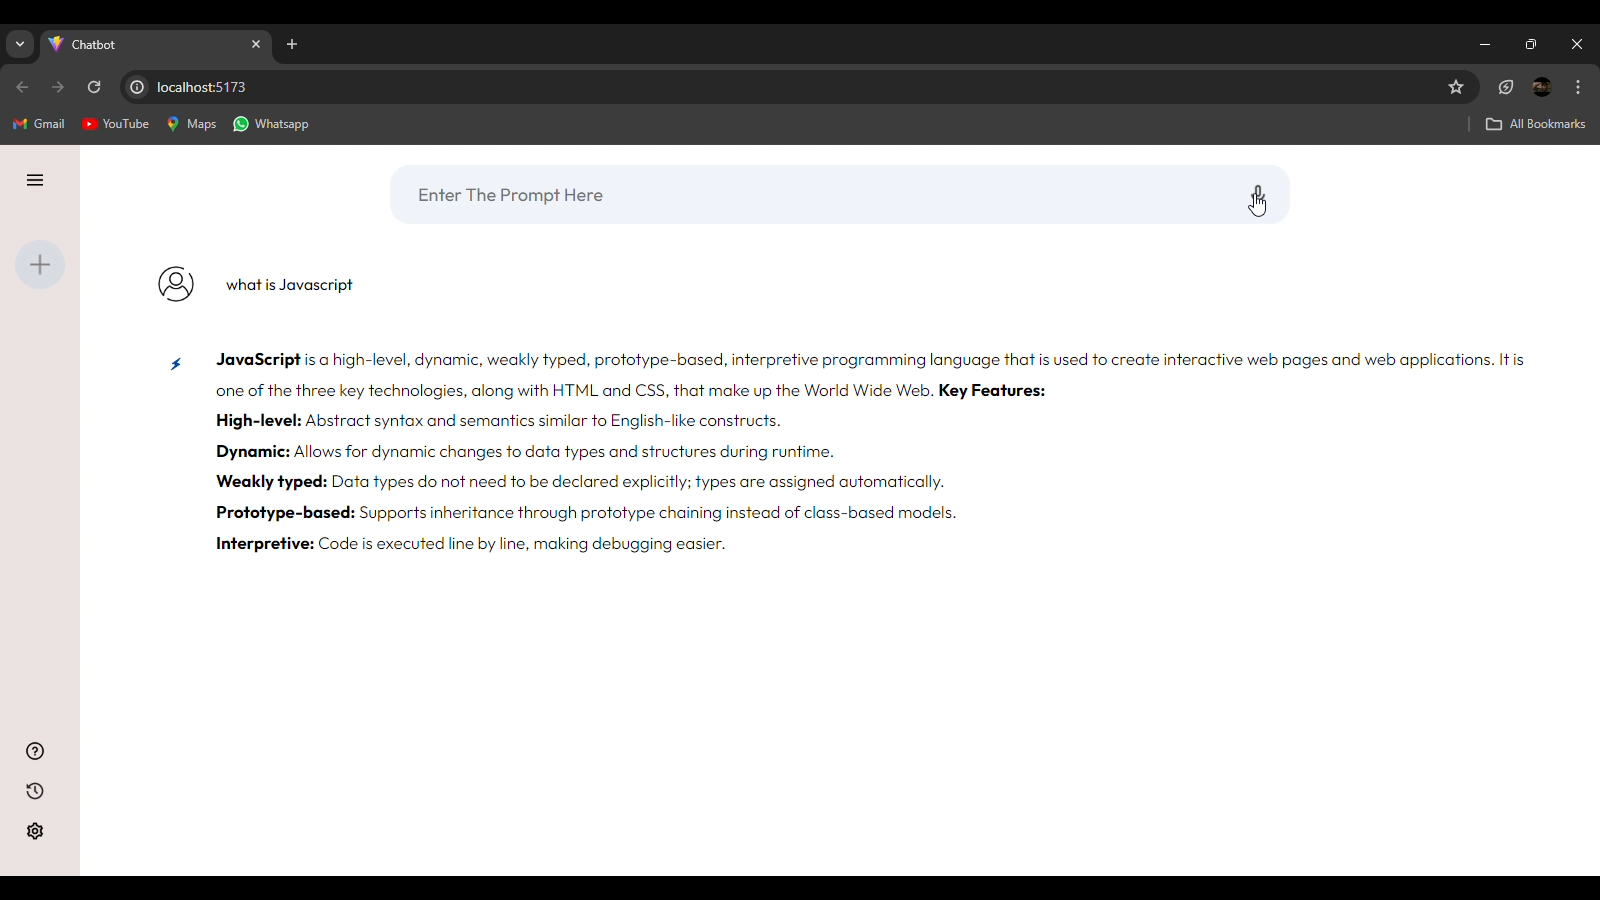 Chatbot
localhost:5173
Gmail YouTube Maps Whatsapp All Bookmarks
Enter The Prompt Here
what is Javascript
JavaScript is a high-level, dynamic, weakly typed, prototype-based, interpretive programming language that is used to create interactive web pages and web applications. It is
one of the three key technologies, along with HTML and CSS, that make up the World Wide Web. Key Features:
High-level: Abstract syntax and semantics similar to English-like constructs.
Dynamic: Allows for dynamic changes to data types and structures during runtime.
Weakly typed: Data types do not need to be declared explicitly; types are assigned automatically.
Prototype-based: Supports inheritance through prototype chaining instead of class-based models.
Interpretive: Code is executed line by line, making debugging easier.